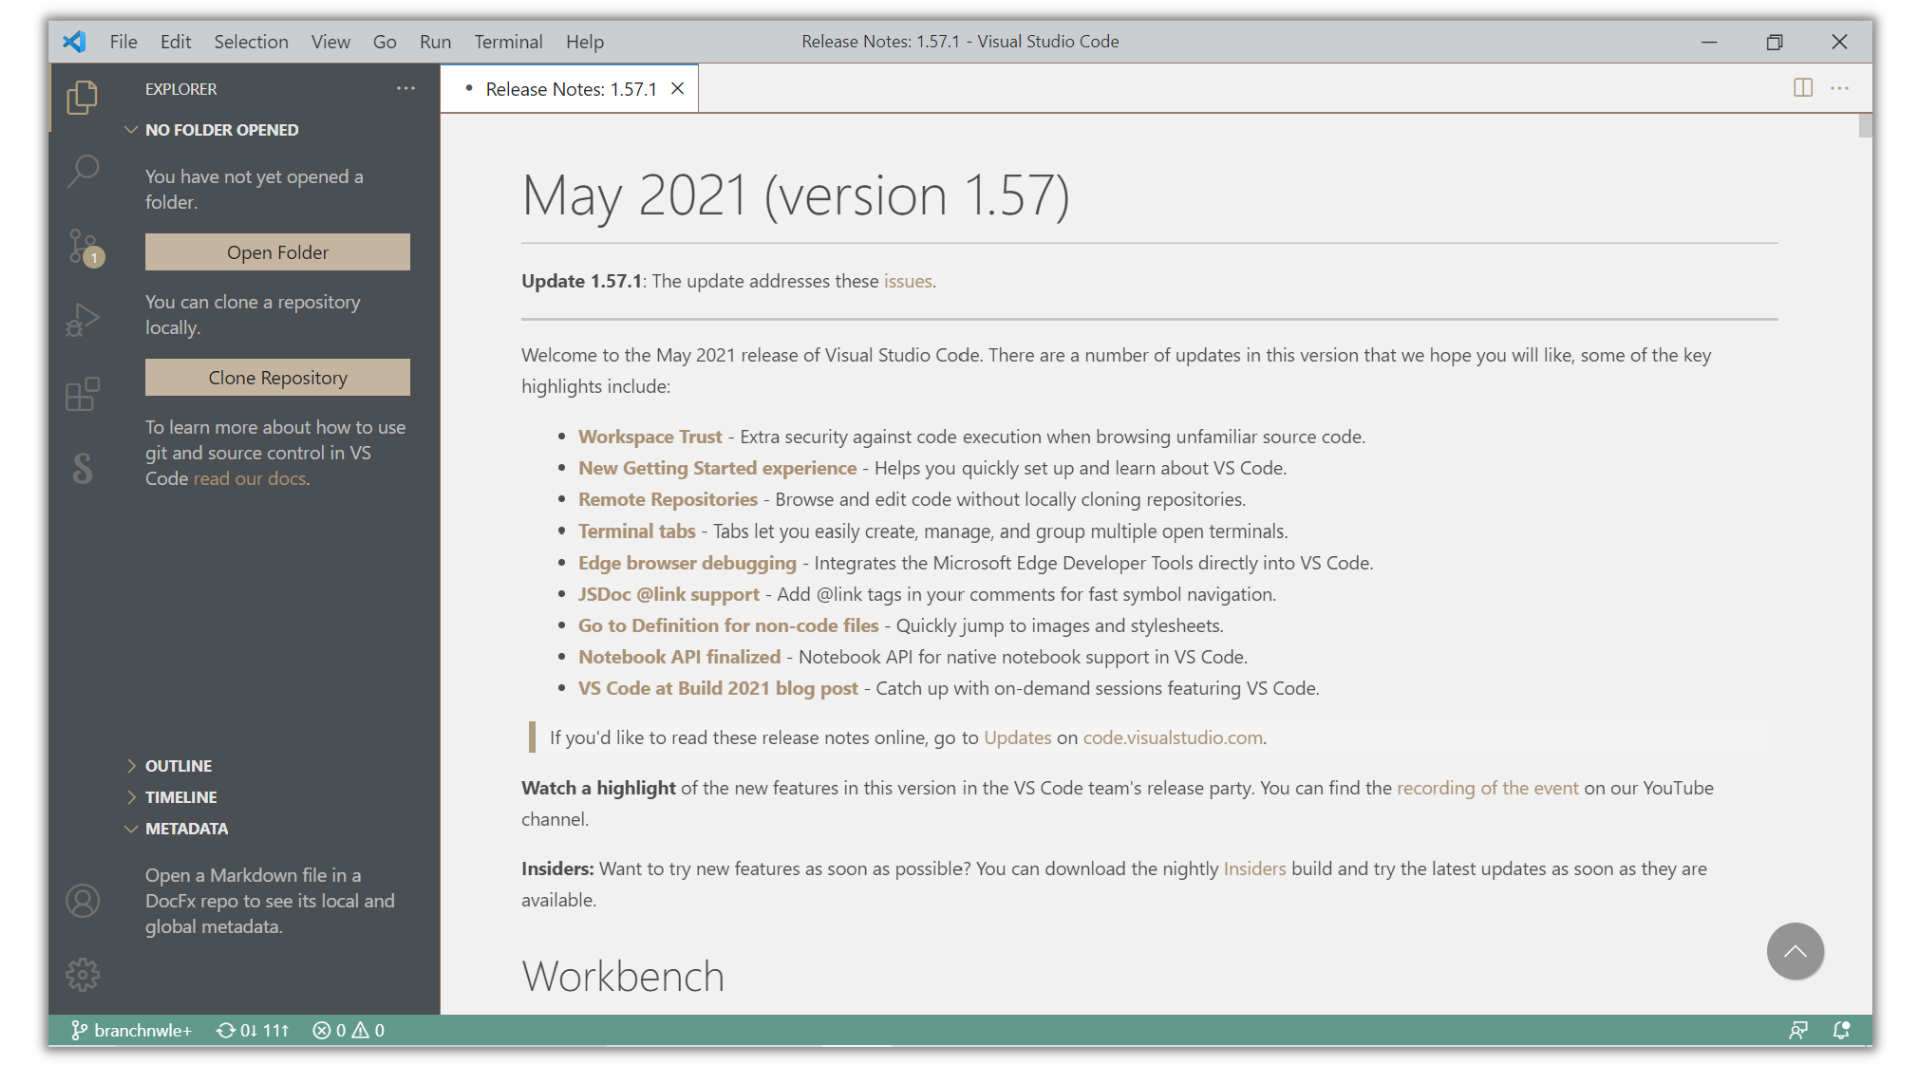 File Edit Selection View Go Run Terminal Help
Release Notes: 1.57.1 - Visual Studio Code
EXPLORER
NO FOLDER OPENED
You have not yet opened a
folder.
Open Folder
You can clone a repository
locally.
Clone Repository
To learn more about how to use
git and source control in VS
Code read our docs.
1
OUTLINE
TIMELINE
METADATA
Open a Markdown file in a
DocFx repo to see its local and
global metadata.
Release Notes: 1.57.1
May 2021 (version 1.57)
Update 1.57.1: The update addresses these issues.
Welcome to the May 2021 release of Visual Studio Code. There are a number of updates in this version that we hope you will like, some of the key
highlights include:
• Workspace Trust - Extra security against code execution when browsing unfamiliar source code.
• New Getting Started experience - Helps you quickly set up and learn about VS Code.
• Remote Repositories - Browse and edit code without locally cloning repositories.
• Terminal tabs - Tabs let you easily create, manage, and group multiple open terminals.
• Edge browser debugging - Integrates the Microsoft Edge Developer Tools directly into VS Code.
• JSDoc @link support - Add @link tags in your comments for fast symbol navigation.
• Go to Definition for non-code files - Quickly jump to images and stylesheets.
• Notebook API finalized - Notebook API for native notebook support in VS Code.
• VS Code at Build 2021 blog post - Catch up with on-demand sessions featuring VS Code.
If you'd like to read these release notes online, go to Updates on code.visualstudio.com.
Watch a highlight of the new features in this version in the VS Code team's release party. You can find the recording of the event on our YouTube
channel.
Insiders: Want to try new features as soon as possible? You can download the nightly Insiders build and try the latest updates as soon as they are
available.
Workbench
branchnwle+ 0↓ 11↑ 0 0